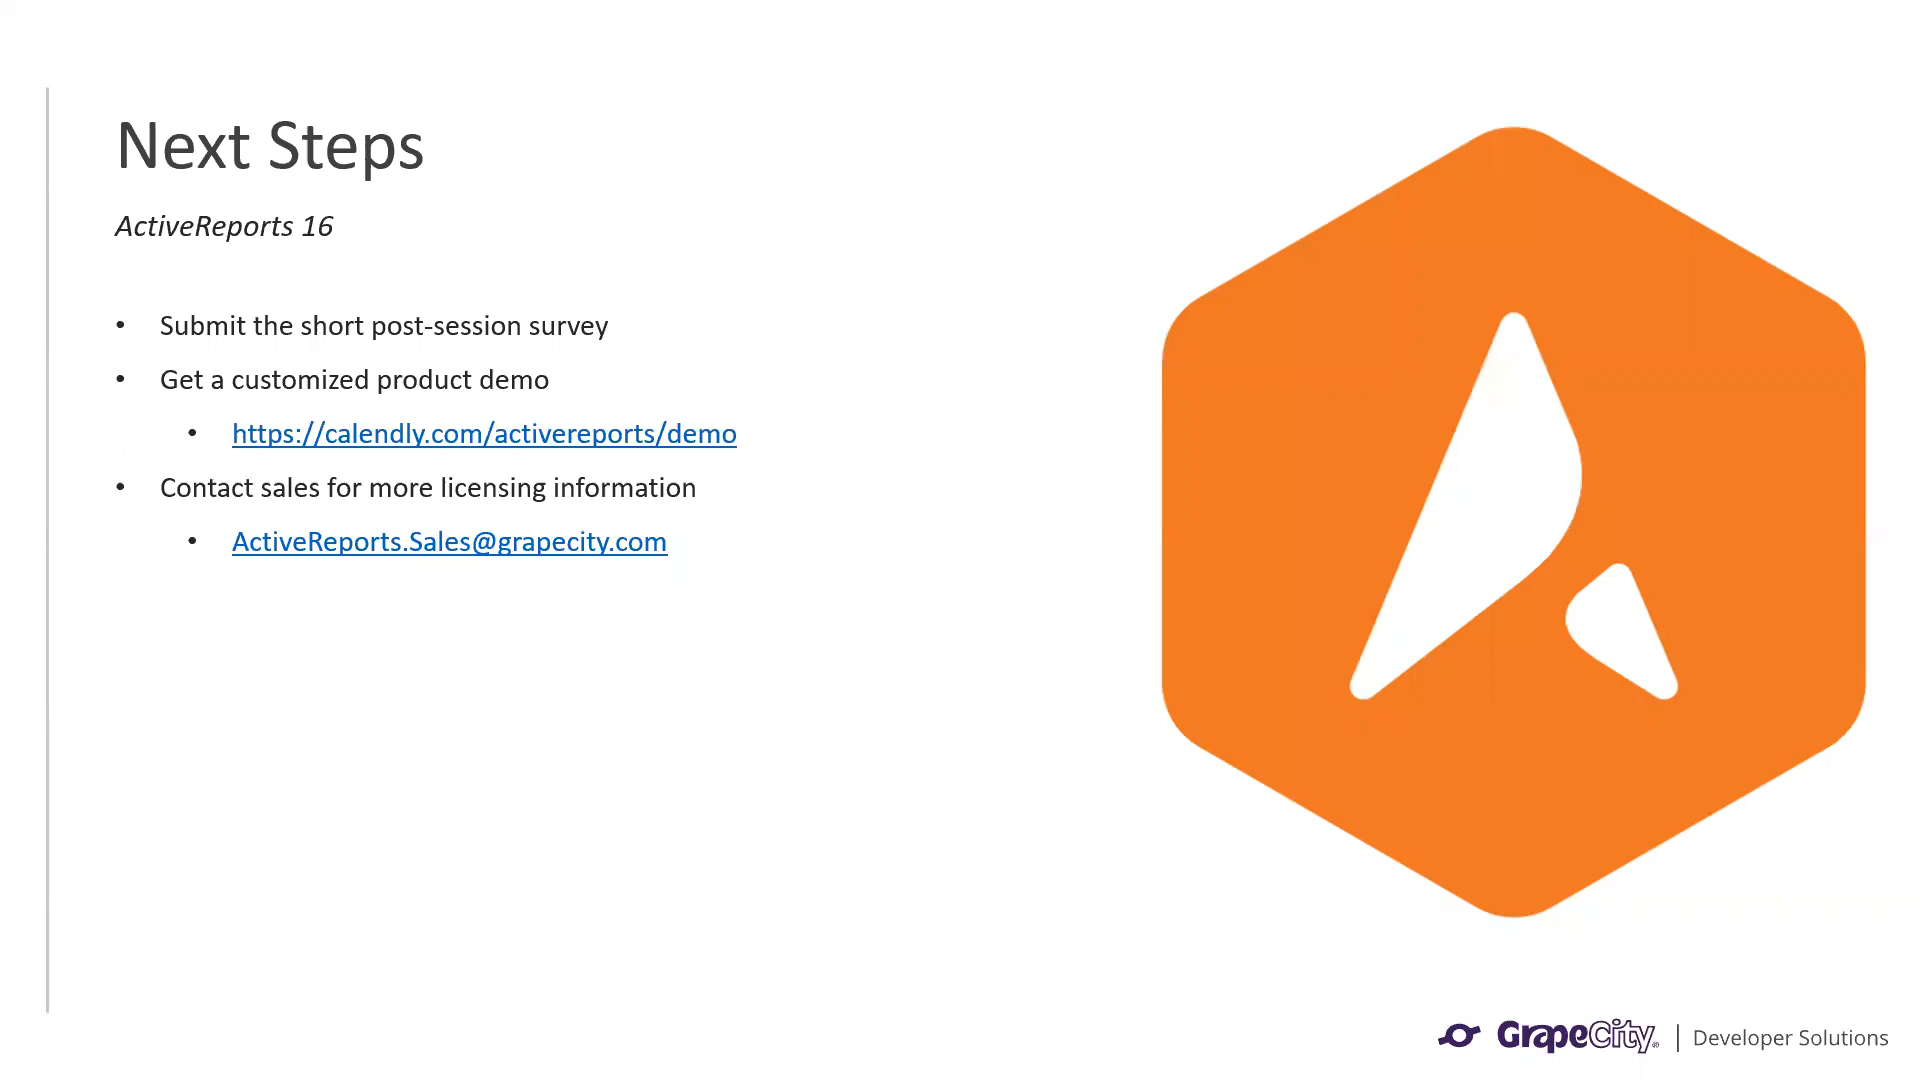 Next Steps
ActiveReports 16
• Submit the short post-session survey
• Get a customized product demo
• https://calendly.com/activereports/demo
• Contact sales for more licensing information
• ActiveReports.Sales@grapecity.com
GrapeCity® | Developer Solutions